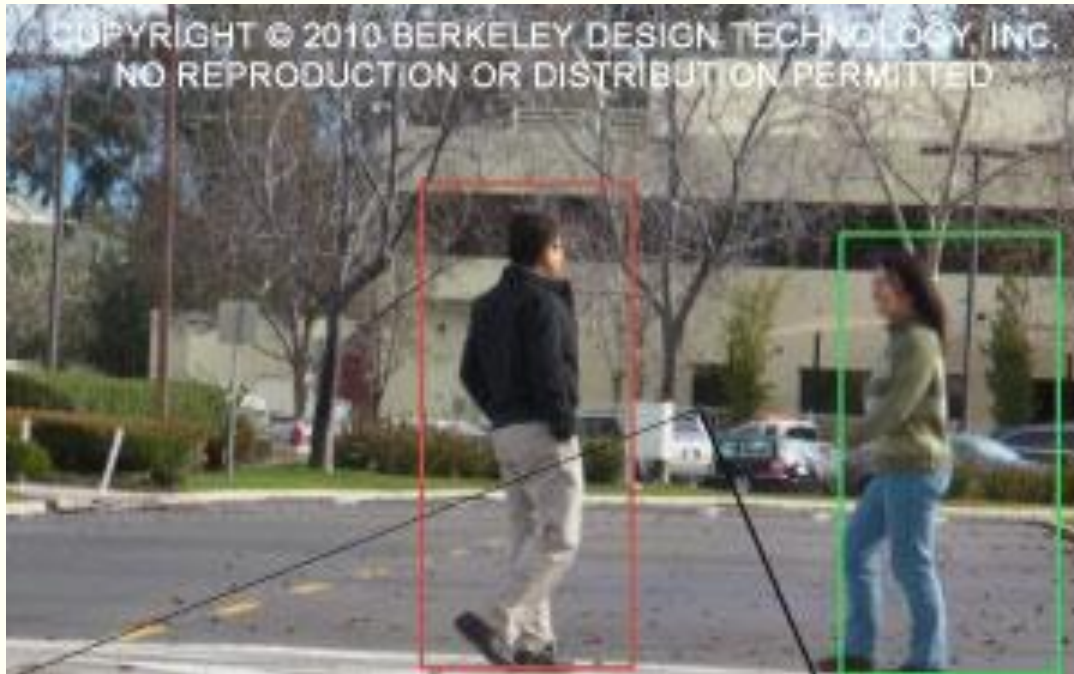 COPYRIGHT © 2010 BERKELEY DESIGN TECHNOLOGY, INC.
NO REPRODUCTION OR DISTRIBUTION PERMITTED